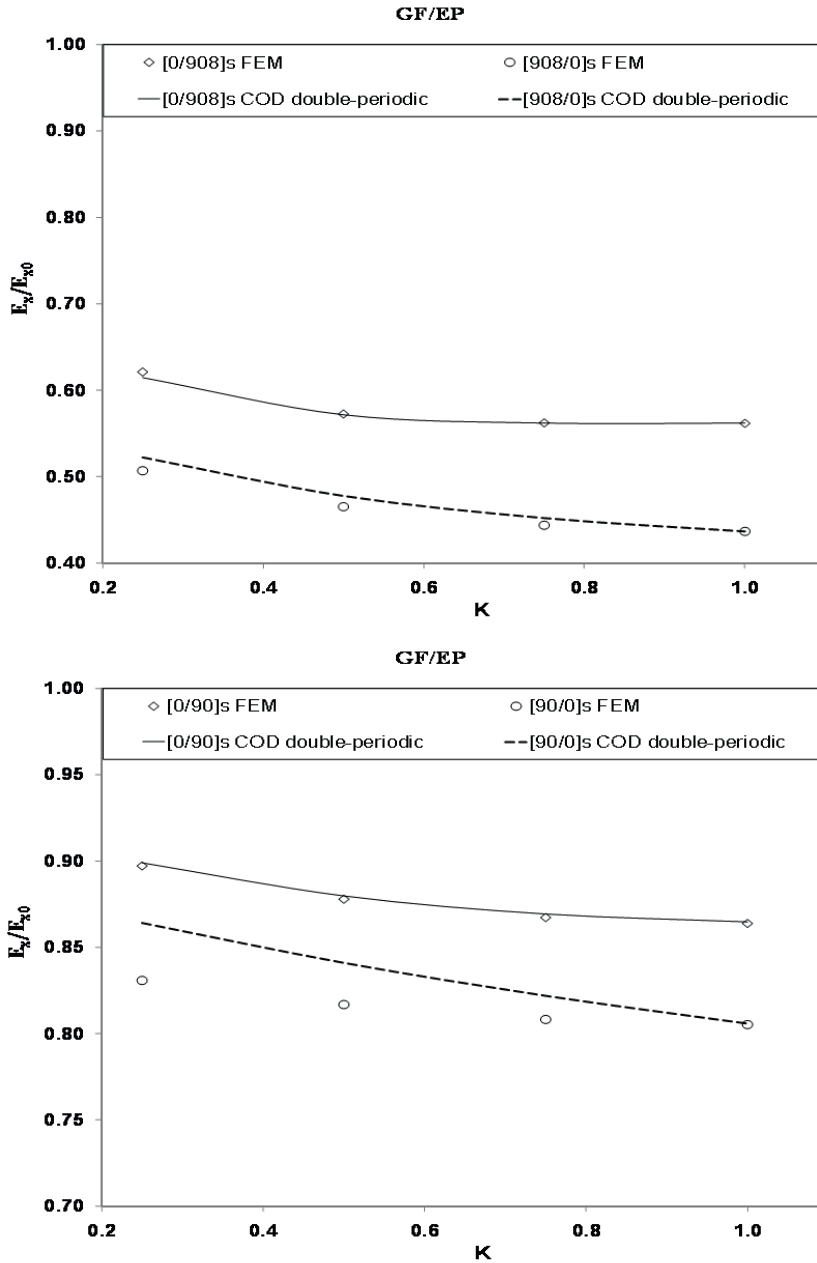 GF/EP
1.00
[0/908]s FEM
[908/0]s FEM
[0/908]s COD double-periodic
[908/0]s COD double-periodic
0.90
0.80
0.70
0.60
0.50
0.40
Ex/Ex0
0.2
0.4
0.6
0.8
1.0
K
GF/EP
1.00
[0/90]s FEM
[90/0]s FEM
[0/90]s COD double-periodic
[90/0]s COD double-periodic
0.95
0.90
0.85
0.80
0.75
0.70
Ex/Ex0
0.2
0.4
0.6
0.8
1.0
K